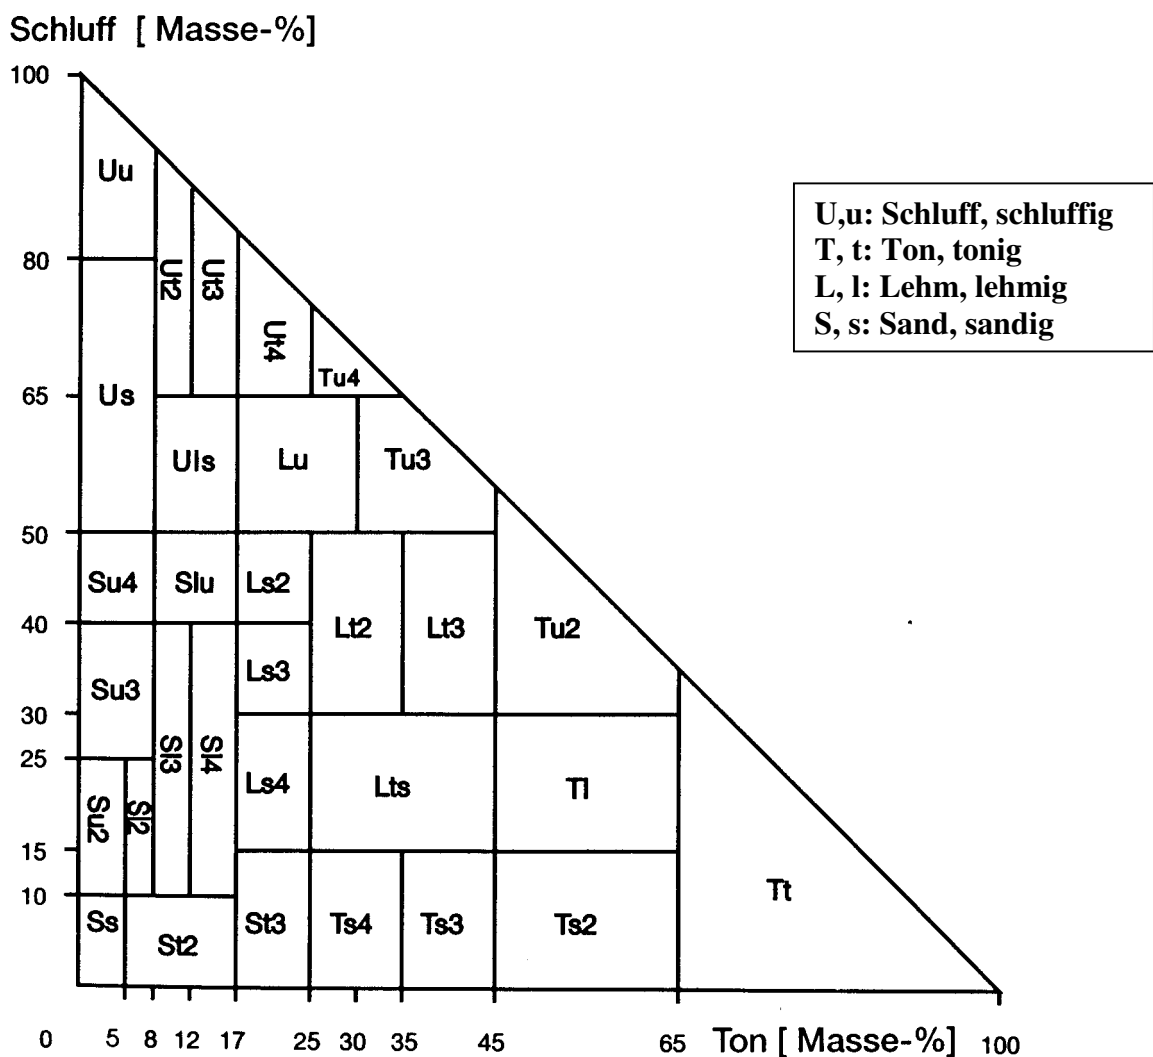 Schluff [ Masse-%]
100
Uu
U,u: Schluff, schluffig
T, t: Ton, tonig
L, l: Lehm, lehmig
S, s: Sand, sandig
80
Ut2
Ut3
Us
Ut4
Tu4
65
Uls
Lu
Tu3
50
Su4
Slu
Ls2
Lt2
Lt3
Tu2
40
Su3
Ls3
30
Sl3
Sl4
25
Su2
Sl2
Ls4
Lts
Tl
15
10
Ss
St2
St3
Ts4
Ts3
Ts2
Tt
0 5 8 12 17 25 30 35 45 65 Ton [ Masse-%] 100